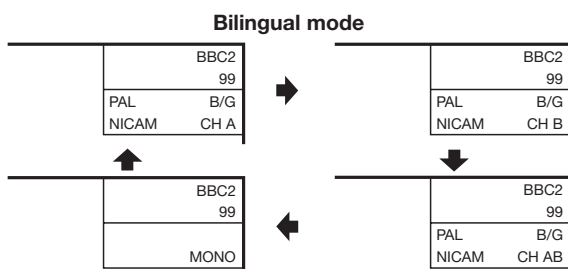 Bilingual mode
BBC2
99
PAL B/G
NICAM CH A
BBC2
99
PAL B/G
NICAM CH B
BBC2
99
MONO
BBC2
99
PAL B/G
NICAM CH AB